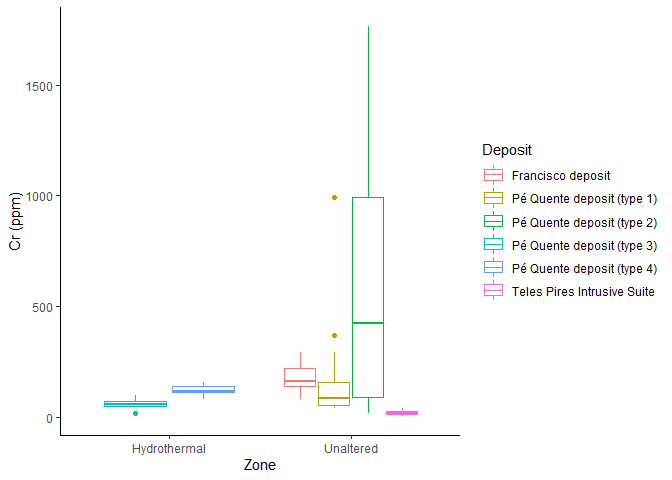 Cr (ppm)
1500
1000
500
0
Hydrothermal
Unaltered
Zone
Deposit
Francisco deposit
Pé Quente deposit (type 1)
Pé Quente deposit (type 2)
Pé Quente deposit (type 3)
Pé Quente deposit (type 4)
Teles Pires Intrusive Suite